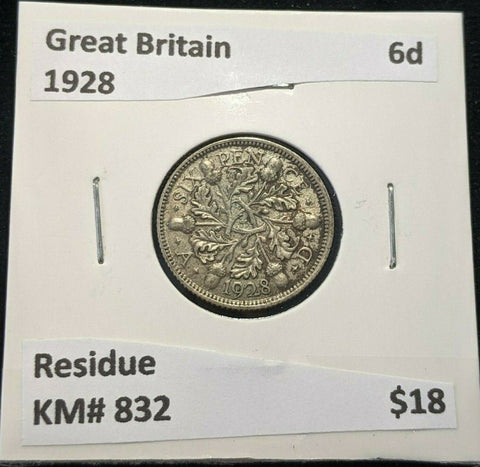 Great Britain 6d
1928
· SIX · PENCE ·
A · D ·
1928
Residue
KM# 832 $18